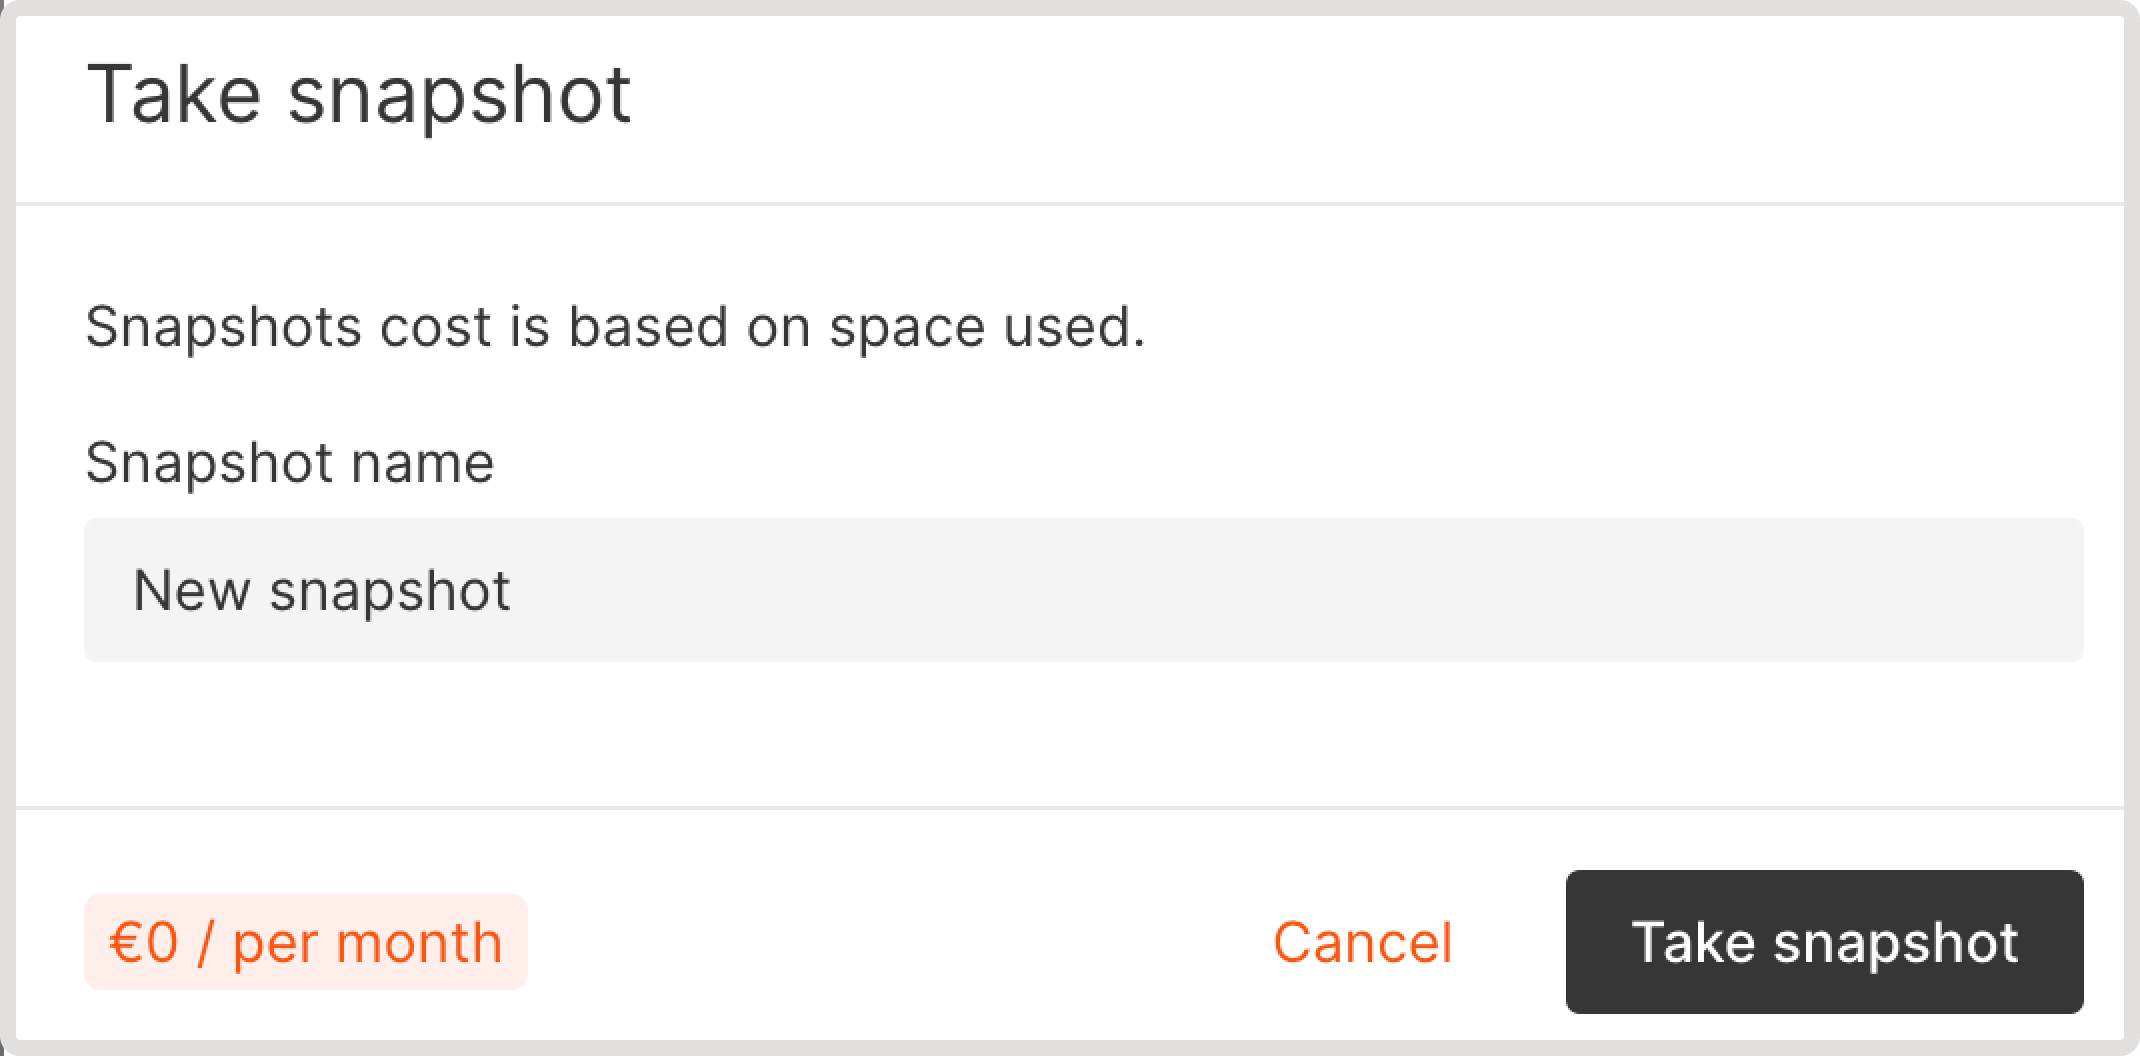 Take snapshot
Snapshots cost is based on space used.
Snapshot name
New snapshot
€0 / per month
Cancel
Take snapshot